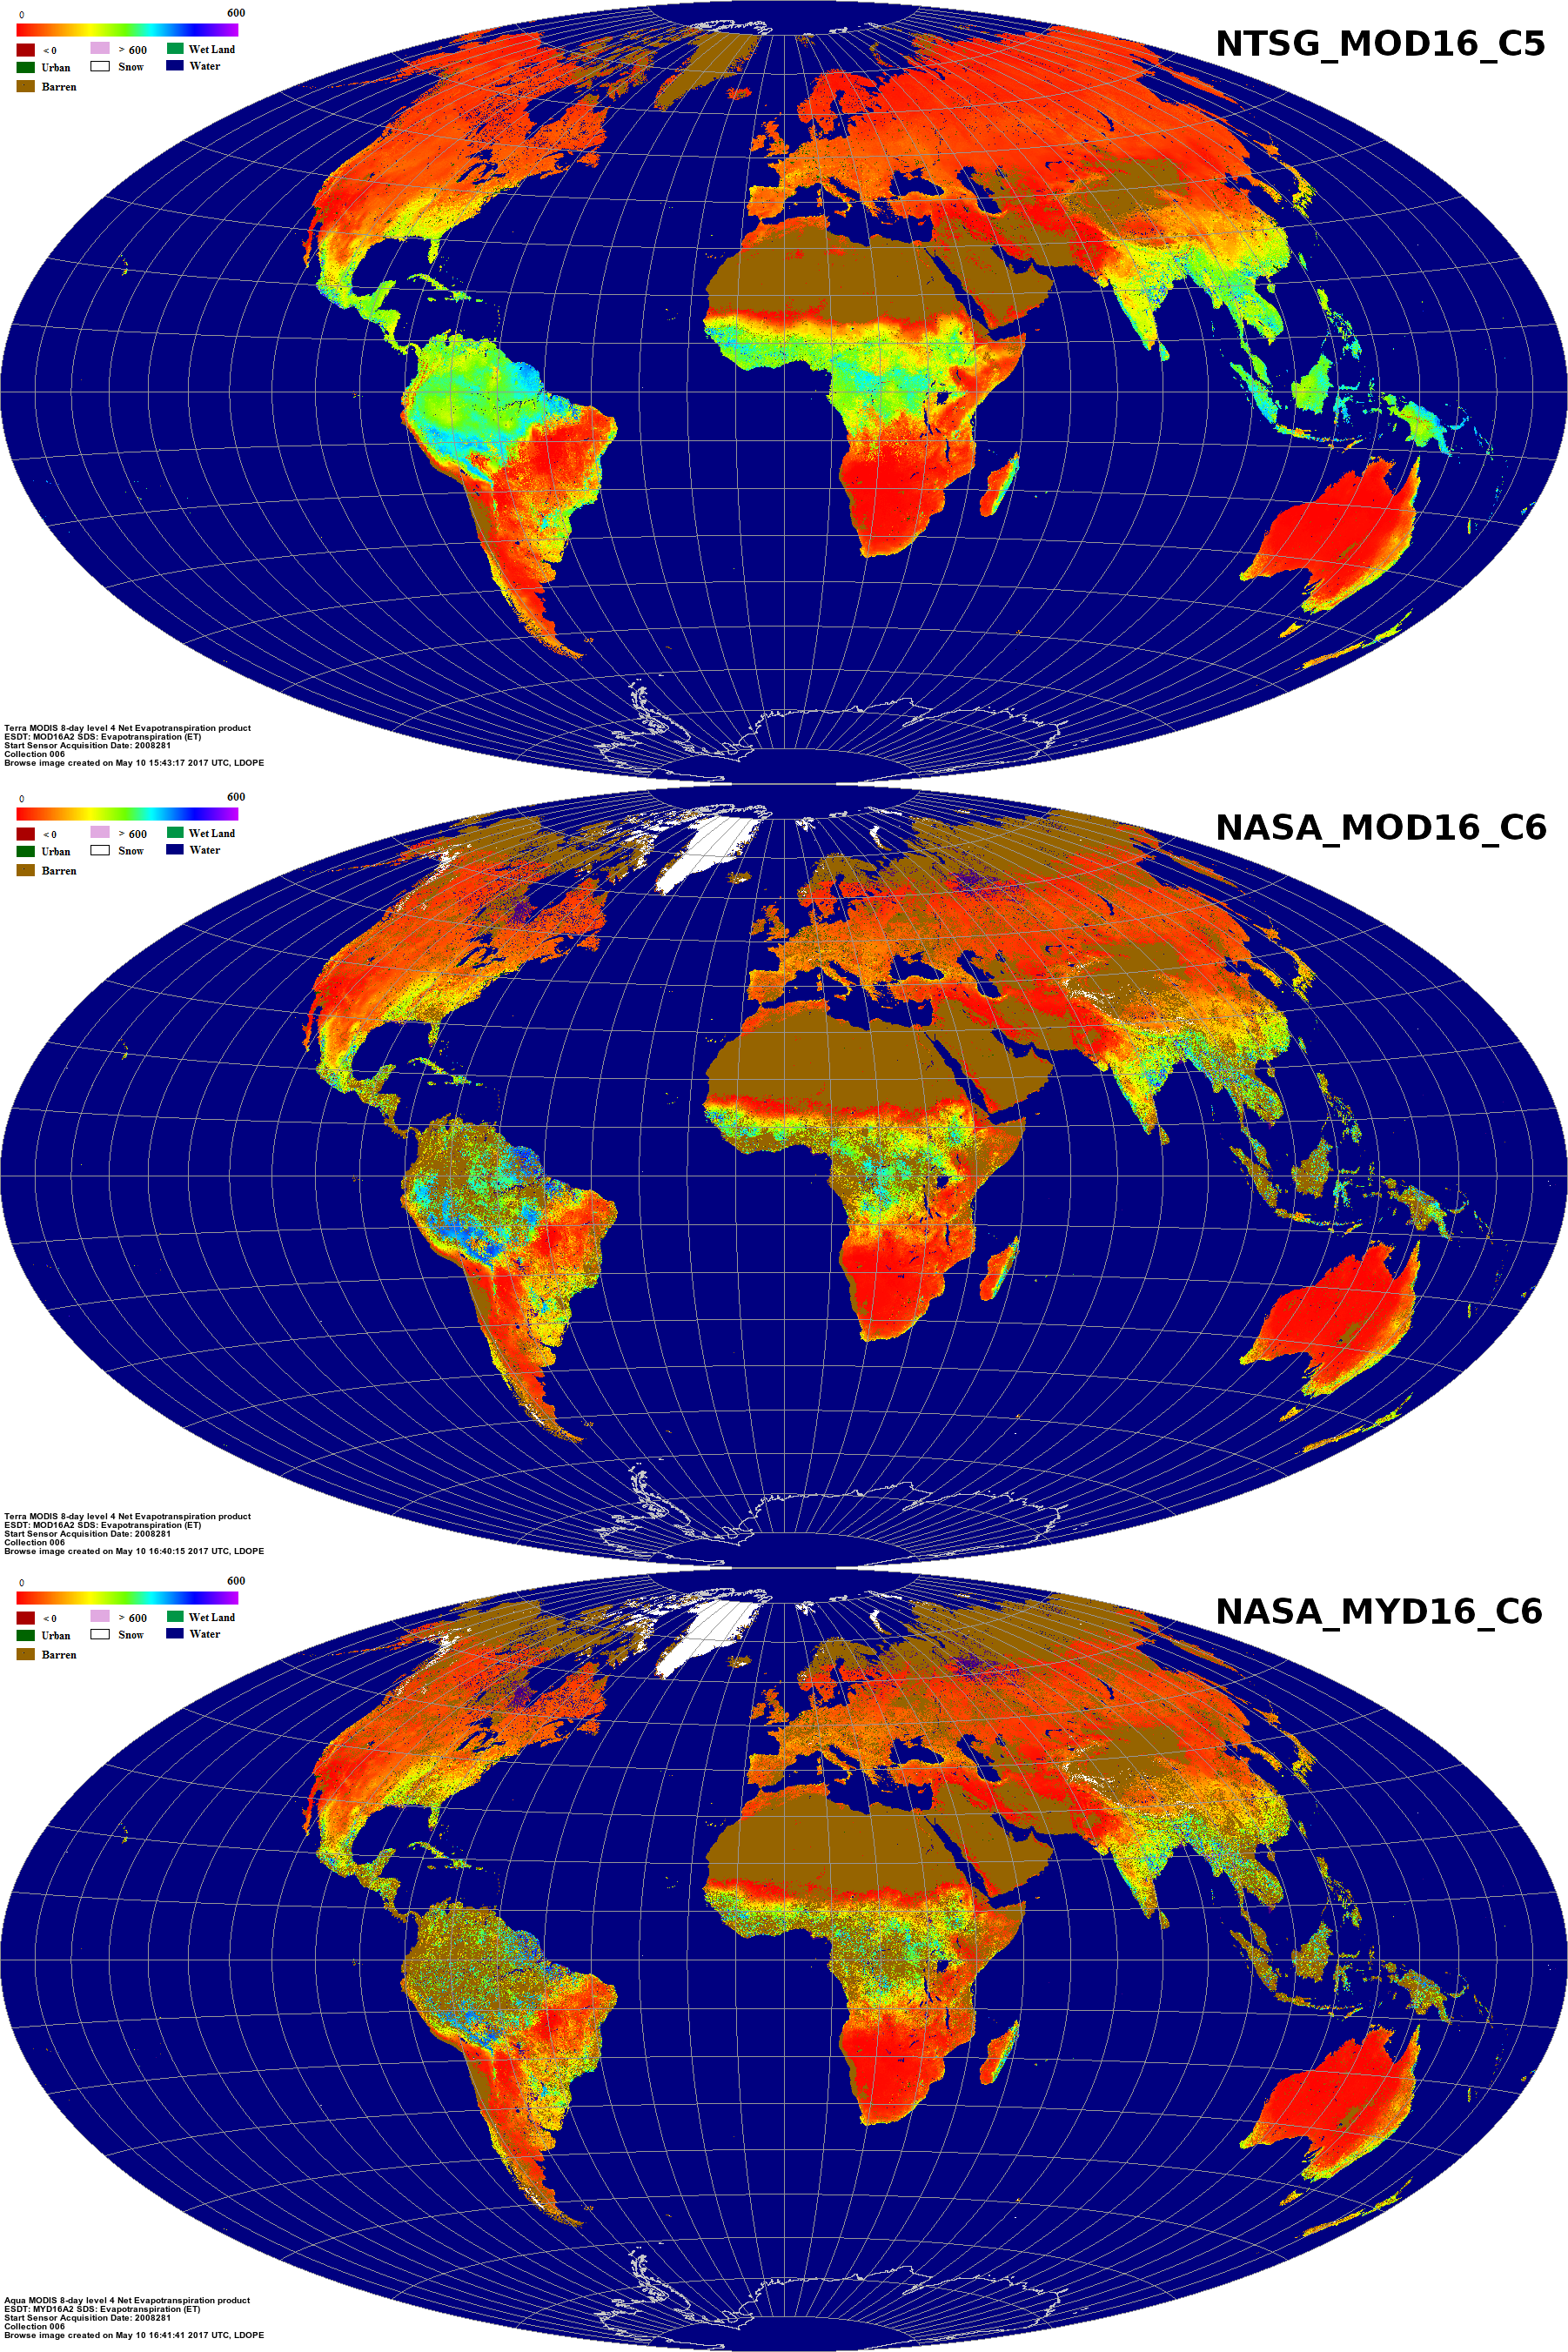 0 600
NTSG_MOD16_C5
< 0 > 600 Wet Land
Urban Snow Water
Barren
Terra MODIS 8-day level 4 Net Evapotranspiration product
ESDT: MOD16A2 SDS: Evapotranspiration (ET)
Start Sensor Acquisition Date: 2008281
Collection 006
Browse image created on May 10 15:43:17 2017 UTC, LDOPE
0 600
NASA_MOD16_C6
< 0 > 600 Wet Land
Urban Snow Water
Barren
Terra MODIS 8-day level 4 Net Evapotranspiration product
ESDT: MOD16A2 SDS: Evapotranspiration (ET)
Start Sensor Acquisition Date: 2008281
Collection 006
Browse image created on May 10 16:40:15 2017 UTC, LDOPE
0 600
NASA_MYD16_C6
< 0 > 600 Wet Land
Urban Snow Water
Barren
Aqua MODIS 8-day level 4 Net Evapotranspiration product
ESDT: MYD16A2 SDS: Evapotranspiration (ET)
Start Sensor Acquisition Date: 2008281
Collection 006
Browse image created on May 10 16:41:41 2017 UTC, LDOPE